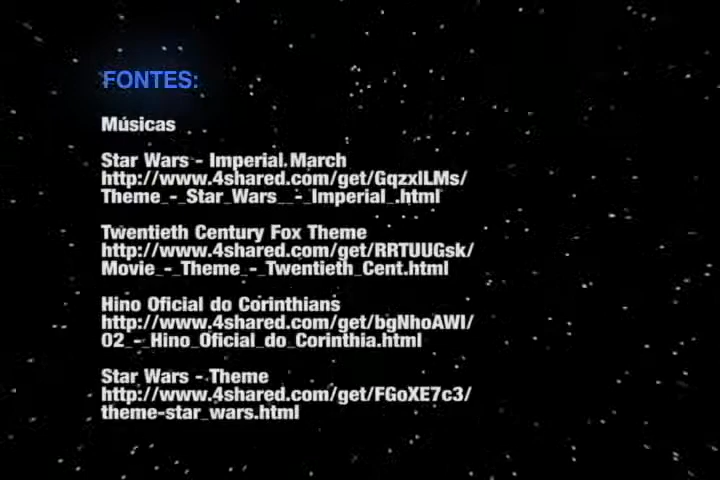 FONTES:
Músicas
Star Wars - Imperial March
http://www.4shared.com/get/GqzxlLMs/
Theme_-_Star_Wars__-_Imperial_.html
Twentieth Century Fox Theme
http://www.4shared.com/get/RRTUUGsk/
Movie_-_Theme_-_Twentieth_Cent.html
Hino Oficial do Corinthians
http://www.4shared.com/get/bgNhoAWI/
02_-_Hino_Oficial_do_Corinthia.html
Star Wars - Theme
http://www.4shared.com/get/FGoXE7c3/
theme-star_wars.html